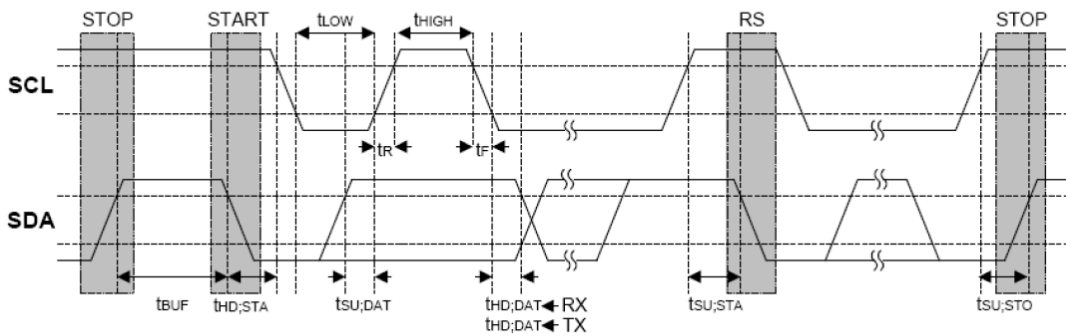 STOP START tLOW tHIGH RS STOP
SCL
tR tF
SDA
tBUF tHD;STA tSU;DAT tHD;DAT RX tSU;STA tSU;STO
tHD;DAT TX